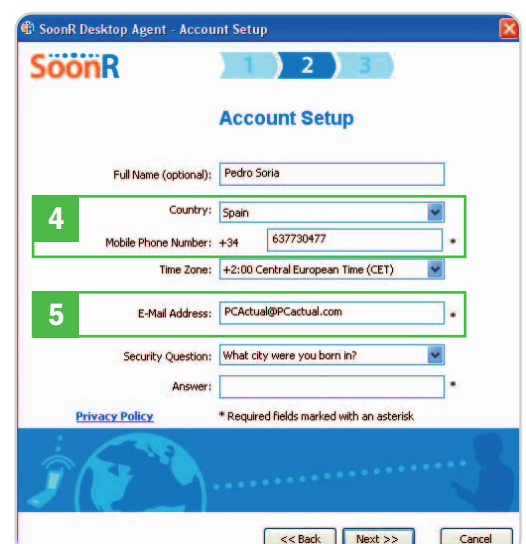 SoonR Desktop Agent - Account Setup
SoonR
1 2 3
Account Setup
Full Name (optional): Pedro Soria
4
Country: Spain
Mobile Phone Number: +34 637730477 *
Time Zone: +2:00 Central European Time (CET)
5
E-Mail Address: PCActual@PCactual.com *
Security Question: What city were you born in?
Answer: *
Privacy Policy * Required fields marked with an asterisk
<< Back Next >> Cancel